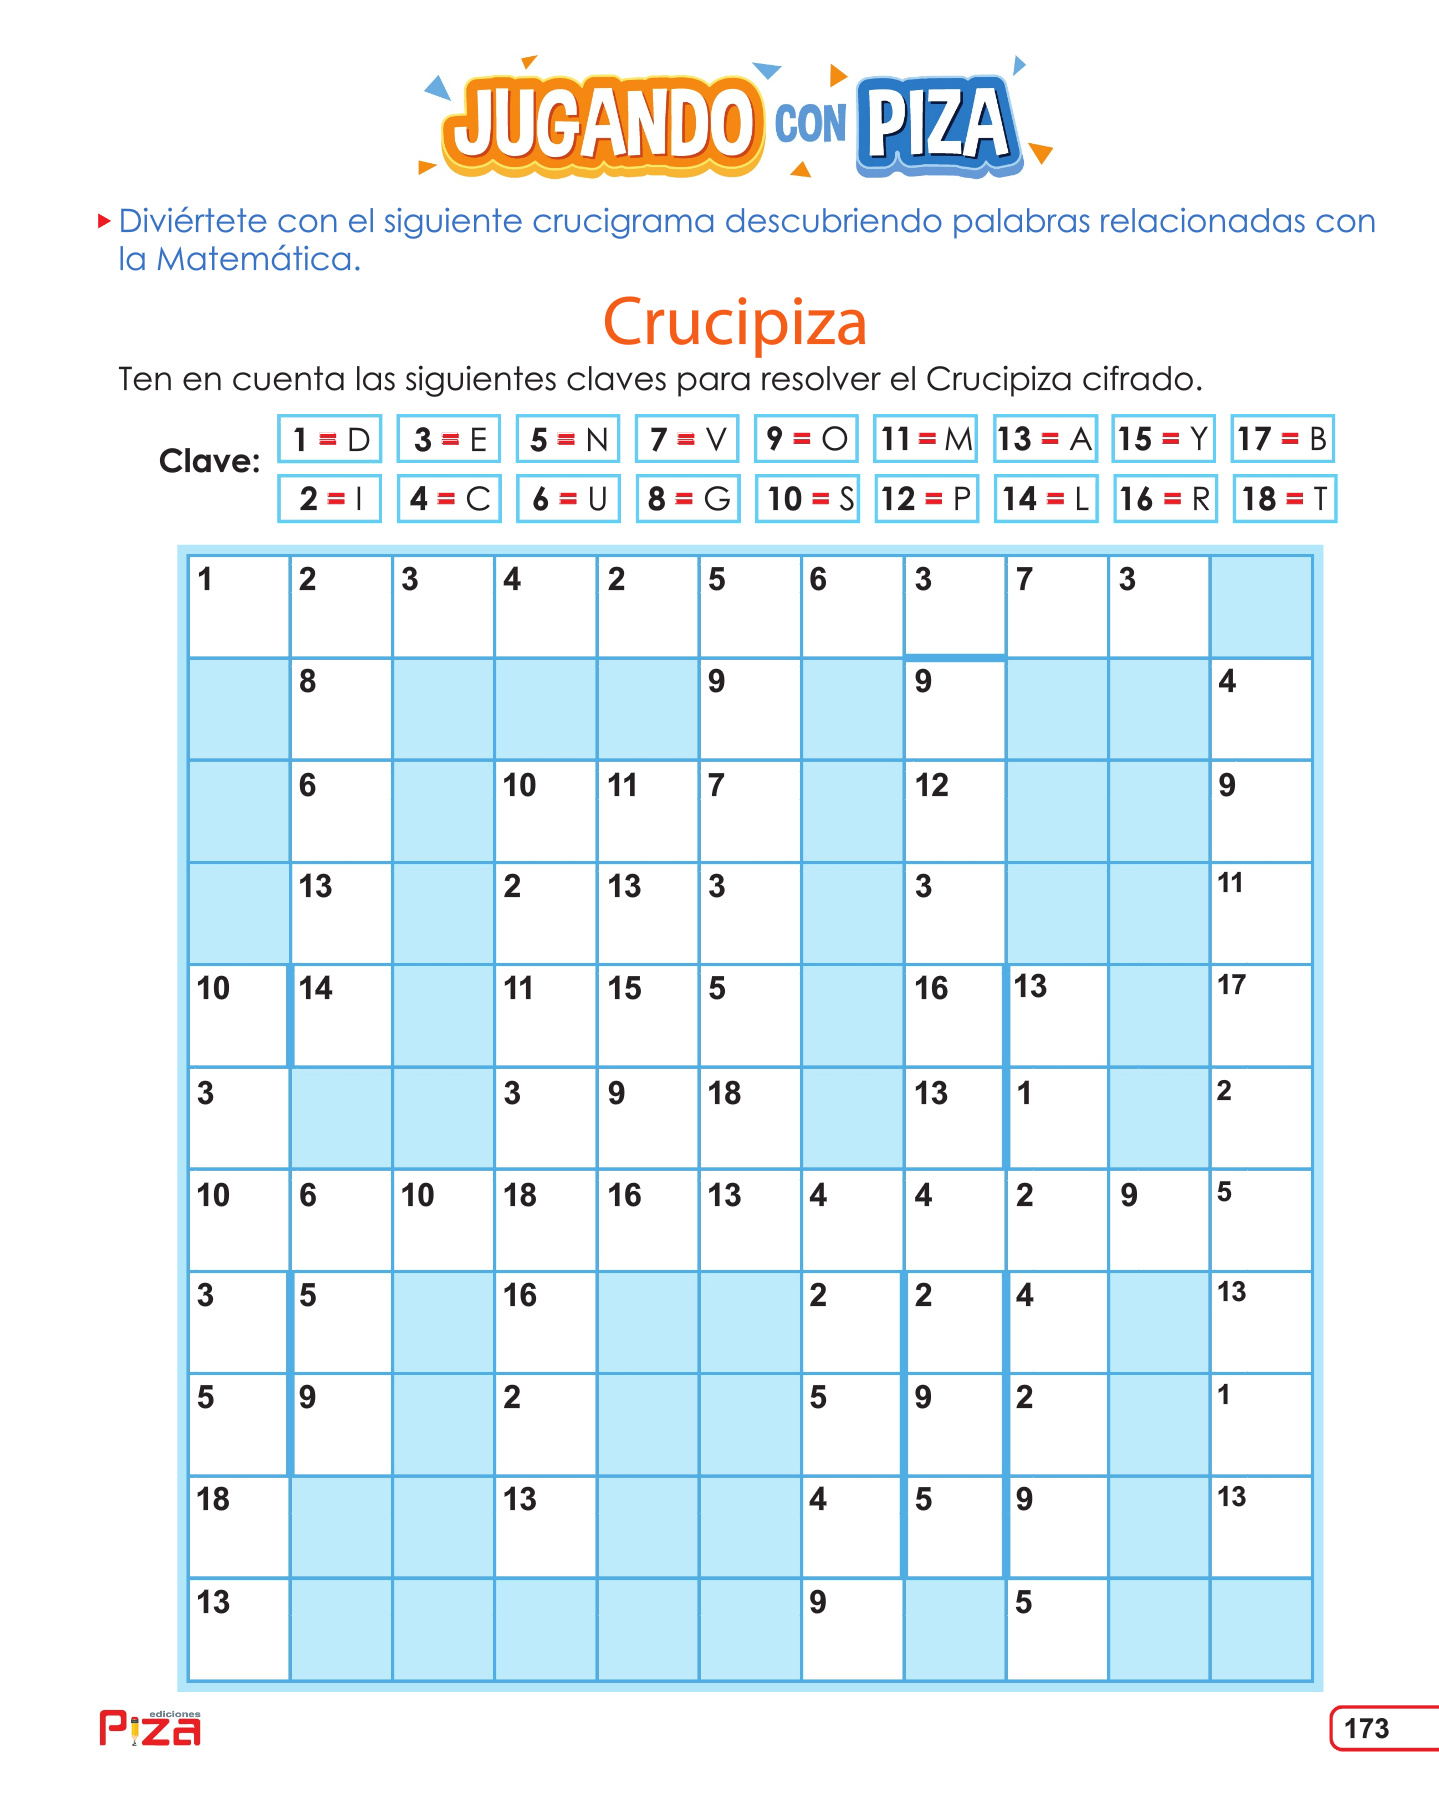 JUGANDO CON PIZA
Diviértete con el siguiente crucigrama descubriendo palabras relacionadas con
la Matemática.
Crucipiza
Ten en cuenta las siguientes claves para resolver el Crucipiza cifrado.
Clave:
1 = D 3 = E 5 = N 7 = V 9 = O 11 = M 13 = A 15 = Y 17 = B
2 = I 4 = C 6 = U 8 = G 10 = S 12 = P 14 = L 16 = R 18 = T
1 2 3 4 2 5 6 3 7 3
8 9 9 4
6 10 11 7 12 9
13 2 13 3 3 11
10 14 11 15 5 16 13 17
3 3 9 18 13 1 2
10 6 10 18 16 13 4 4 2 9 5
3 5 16 2 2 4 13
5 9 2 5 9 2 1
18 13 4 5 9 13
13 9 5
ediciones
Piza
173